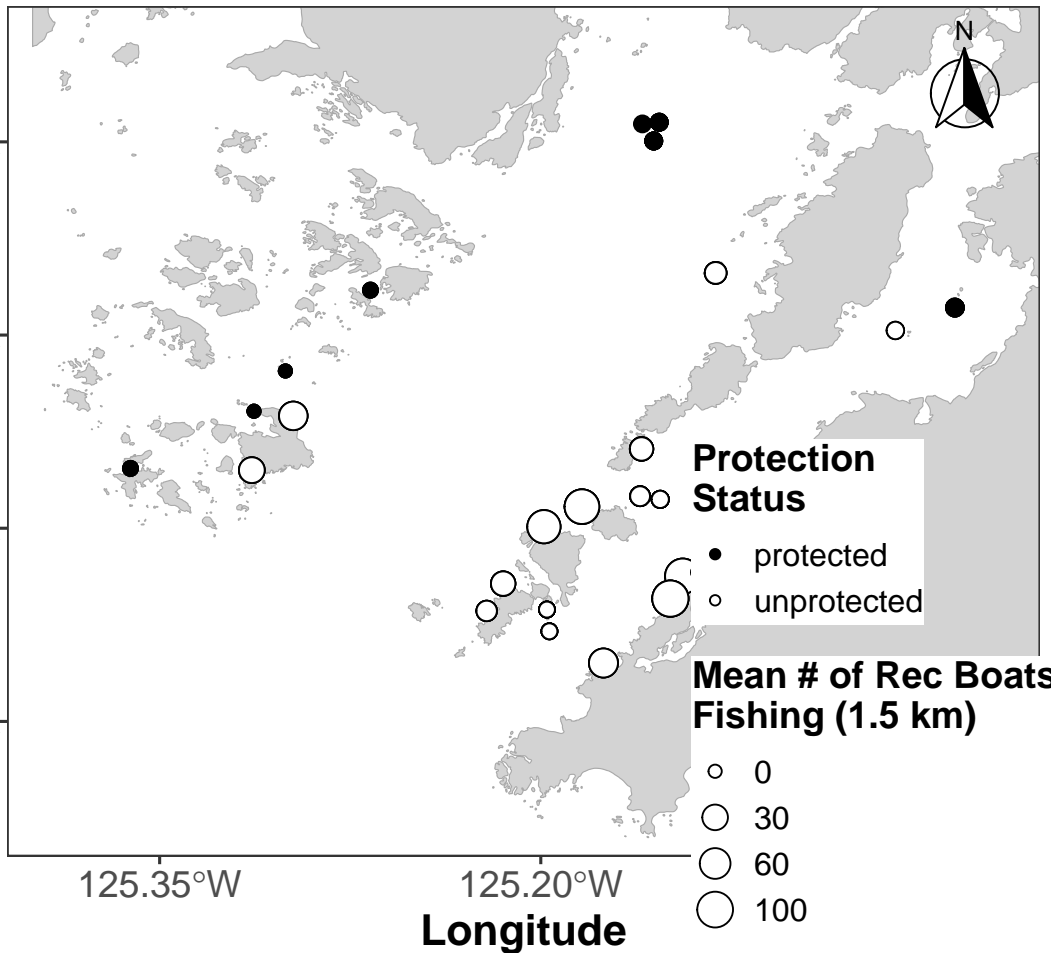 N
Protection
Status
protected
unprotected
Mean # of Rec Boats
Fishing (1.5 km)
0
30
60
100
125.35°W
125.20°W
Longitude